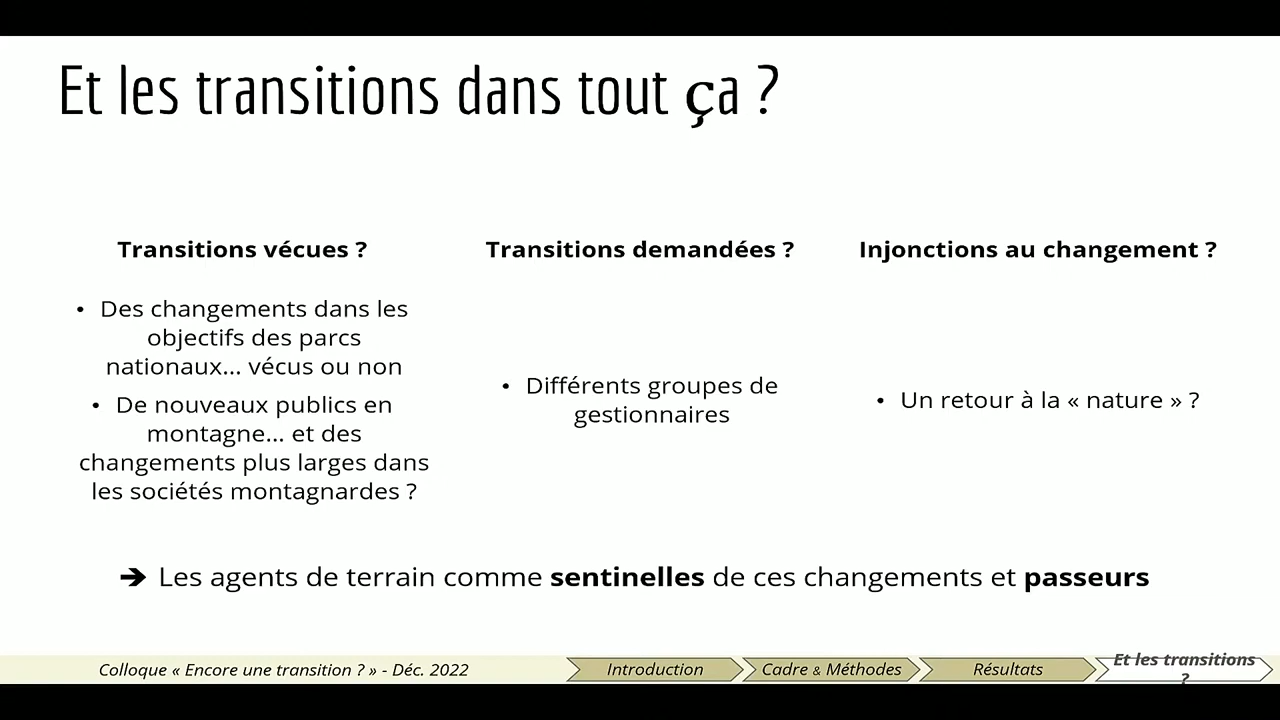 Et les transitions dans tout ça ?
Transitions vécues ?
• Des changements dans les
objectifs des parcs
nationaux... vécus ou non
• De nouveaux publics en
montagne... et des
changements plus larges dans
les sociétés montagnardes ?
Transitions demandées ?
• Différents groupes de
gestionnaires
Injonctions au changement ?
• Un retour à la « nature » ?
➔ Les agents de terrain comme sentinelles de ces changements et passeurs
Colloque « Encore une transition ? » - Déc. 2022
Introduction
Cadre & Méthodes
Résultats
Et les transitions
?